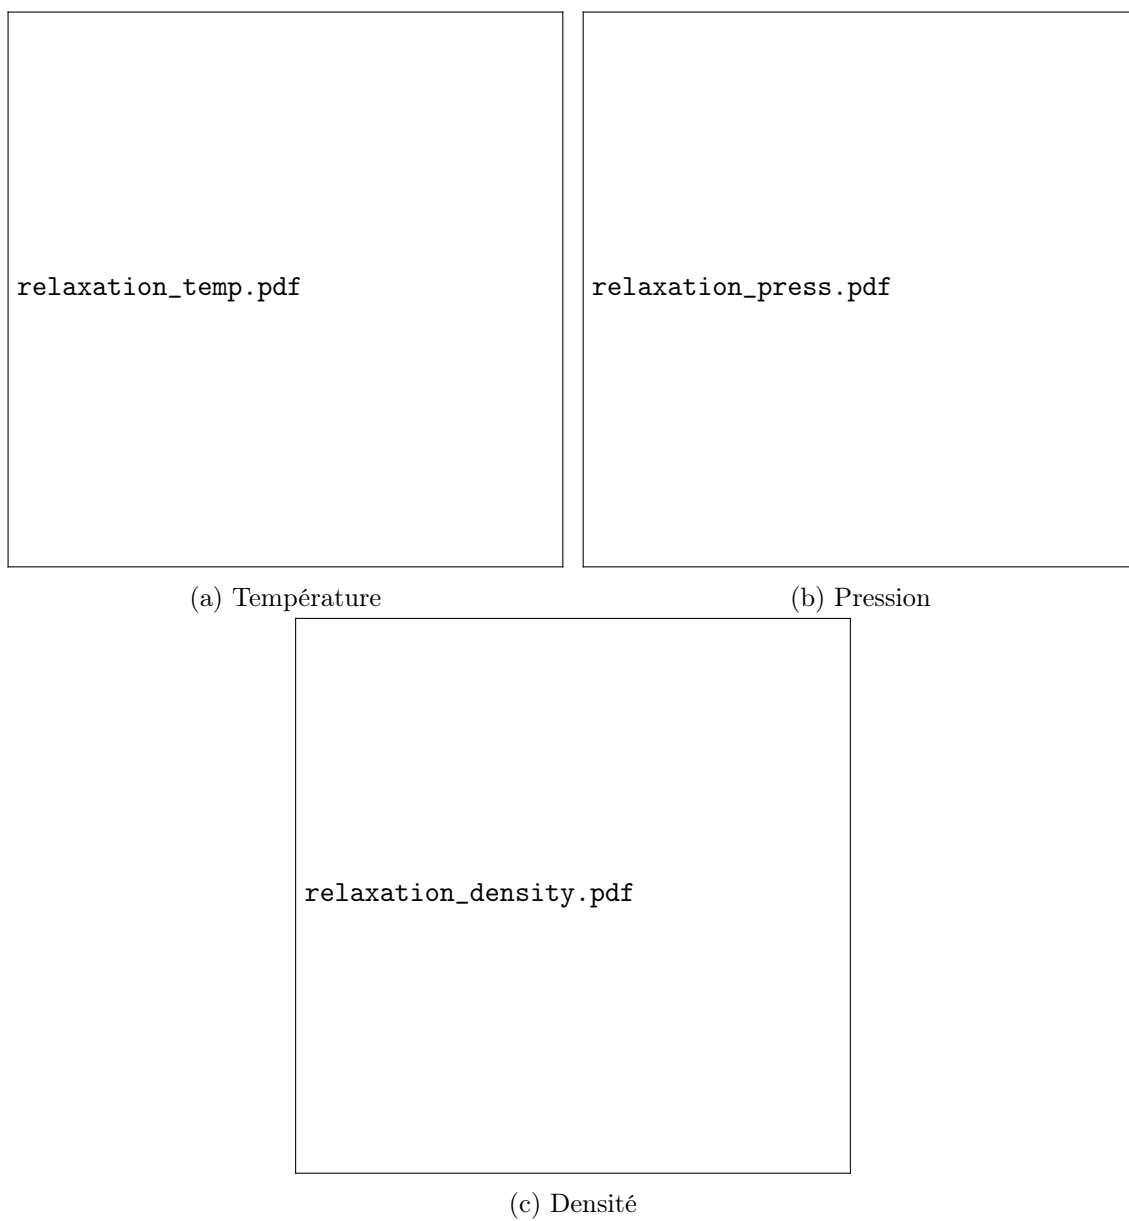 relaxation_temp.pdf
relaxation_press.pdf
(a) Température
(b) Pression
relaxation_density.pdf
(c) Densité